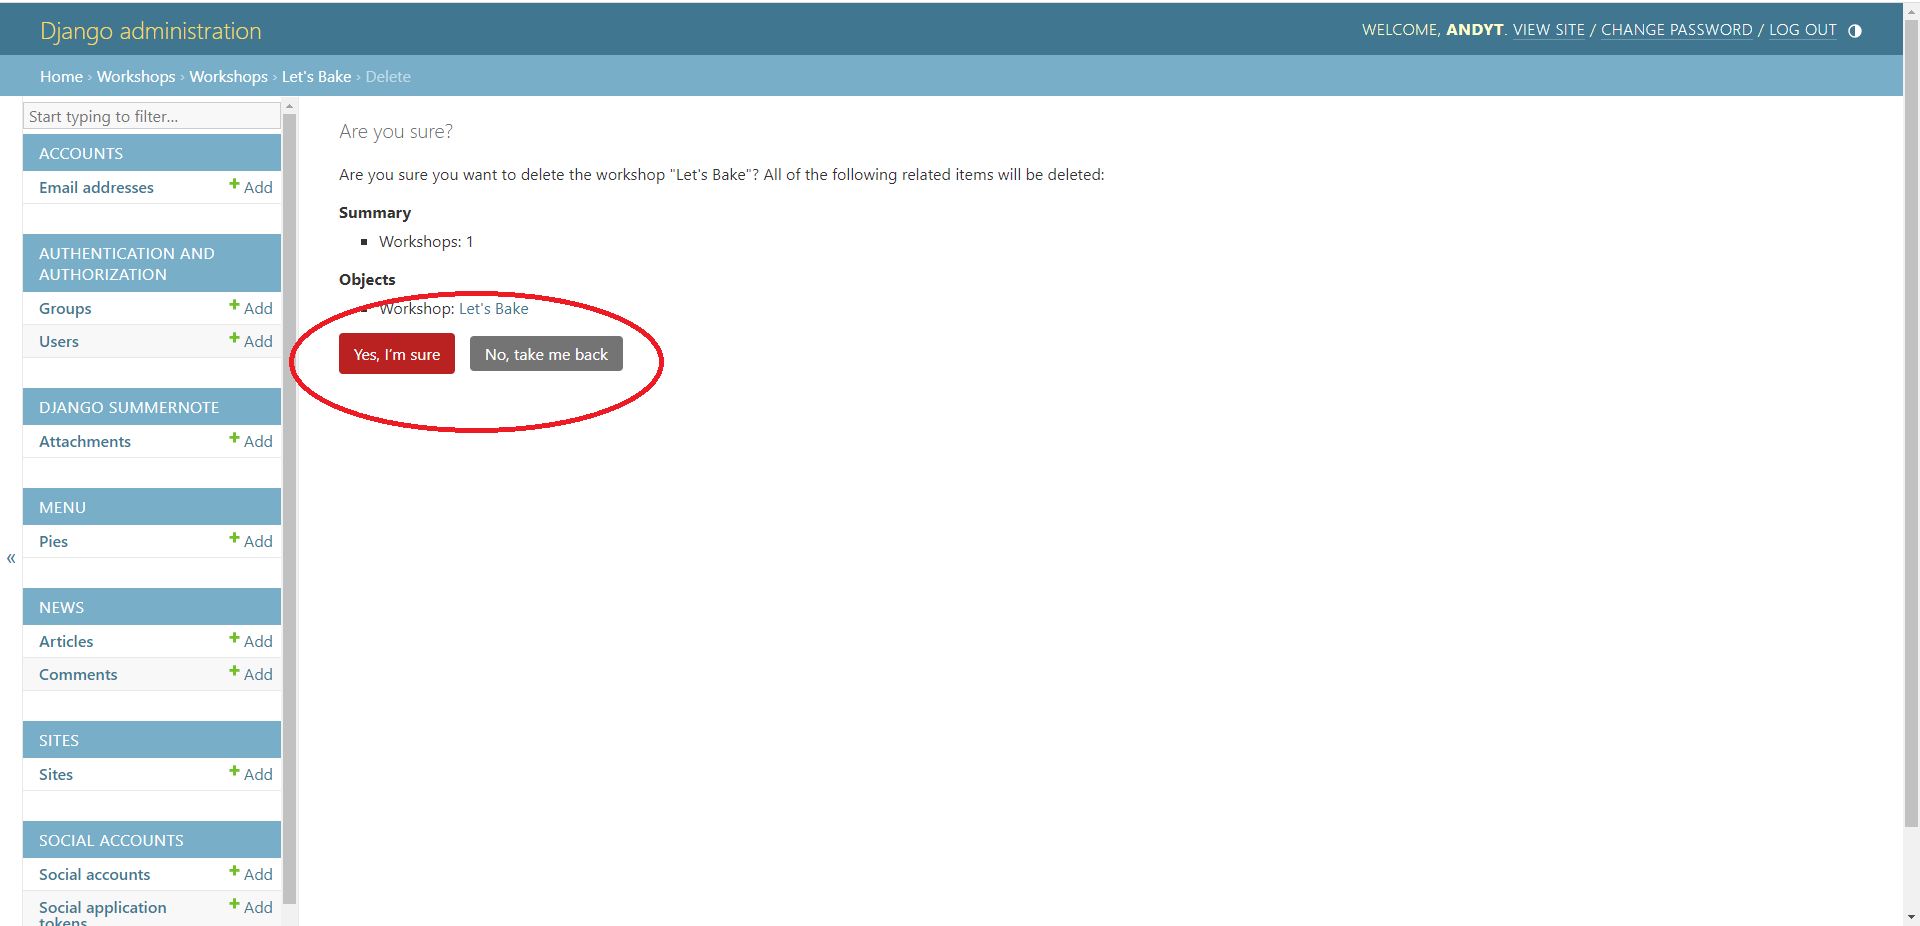 Django administration
WELCOME, ANDYT. VIEW SITE / CHANGE PASSWORD / LOG OUT
Home › Workshops › Workshops › Let's Bake › Delete
Start typing to filter...
ACCOUNTS
Email addresses + Add
AUTHENTICATION AND
AUTHORIZATION
Groups + Add
Users + Add
DJANGO SUMMERNOTE
Attachments + Add
MENU
Pies + Add
«
NEWS
Articles + Add
Comments + Add
SITES
Sites + Add
SOCIAL ACCOUNTS
Social accounts + Add
Social application + Add
tokens
Are you sure?
Are you sure you want to delete the workshop "Let's Bake"? All of the following related items will be deleted:
Summary
Workshops: 1
Objects
Workshop: Let's Bake
Yes, I’m sure
No, take me back